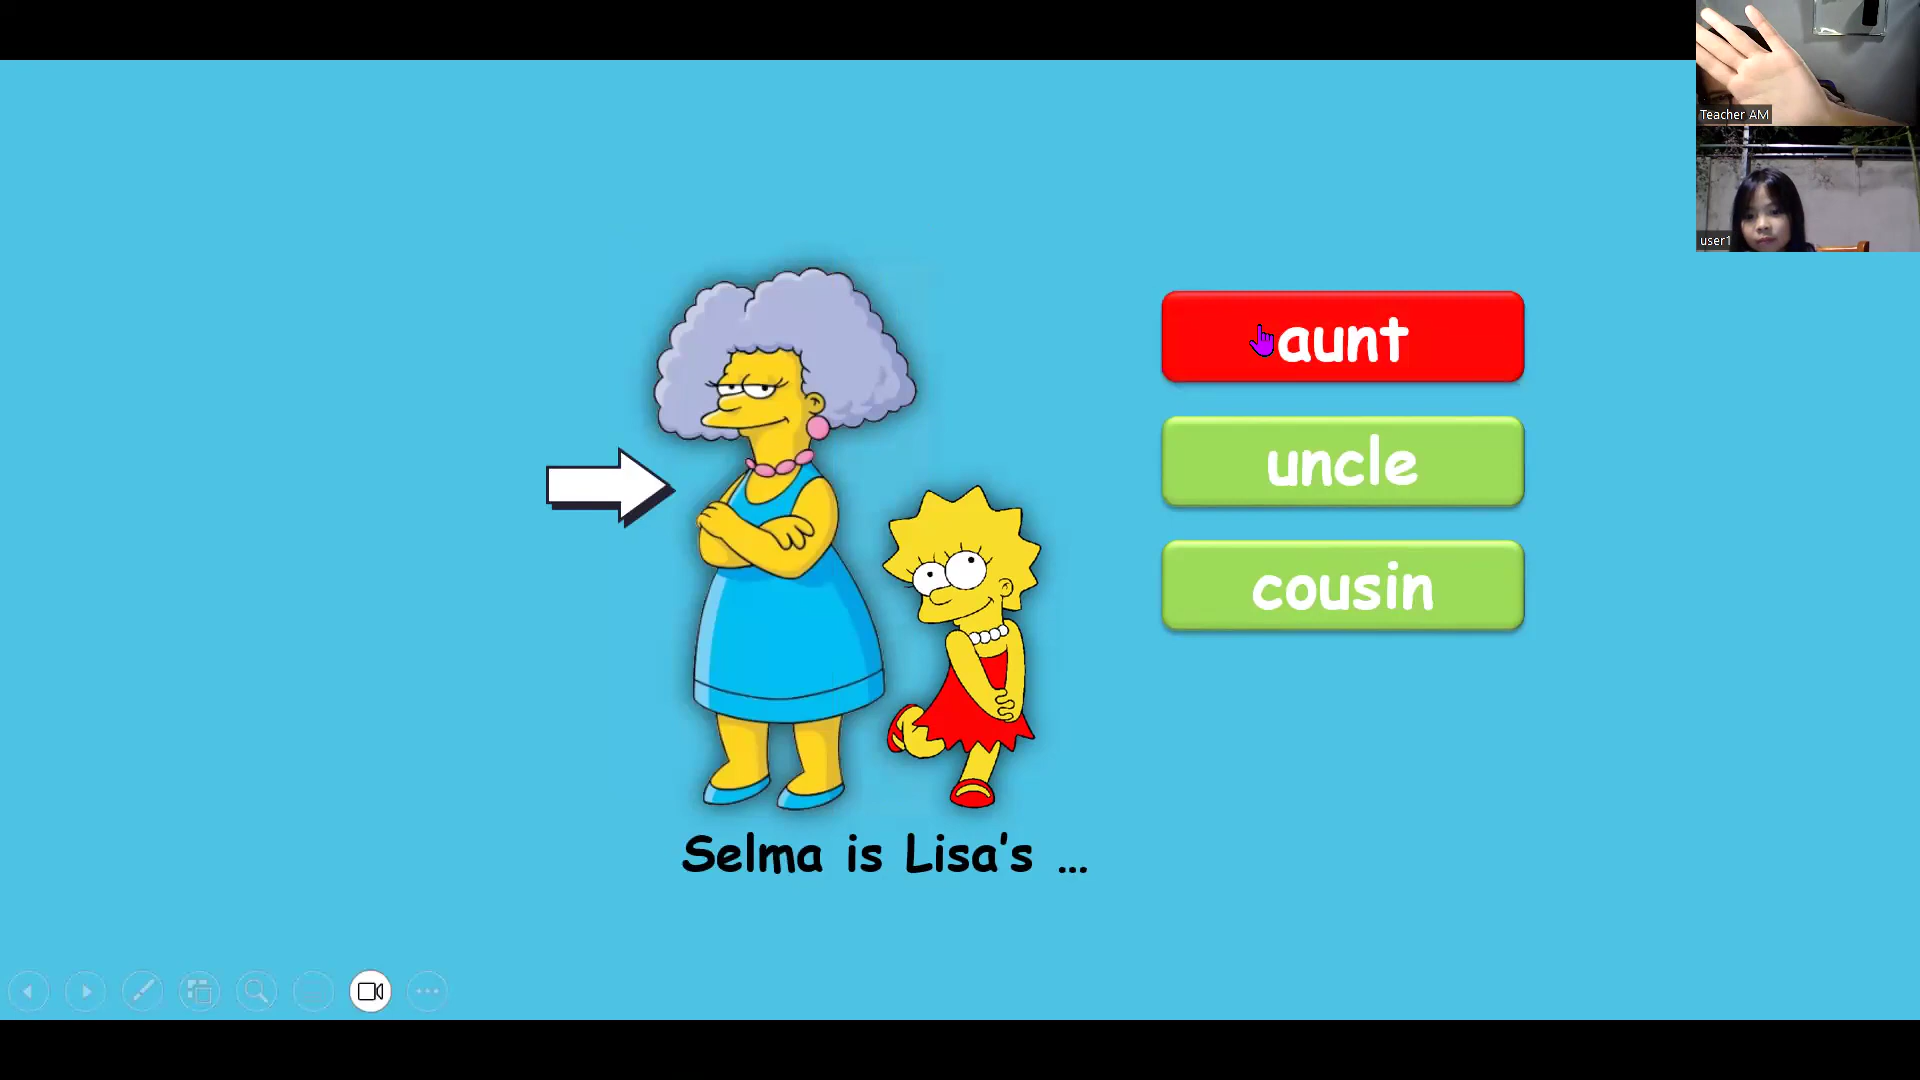 Teacher AM
user1
aunt
uncle
cousin
Selma is Lisa's ...